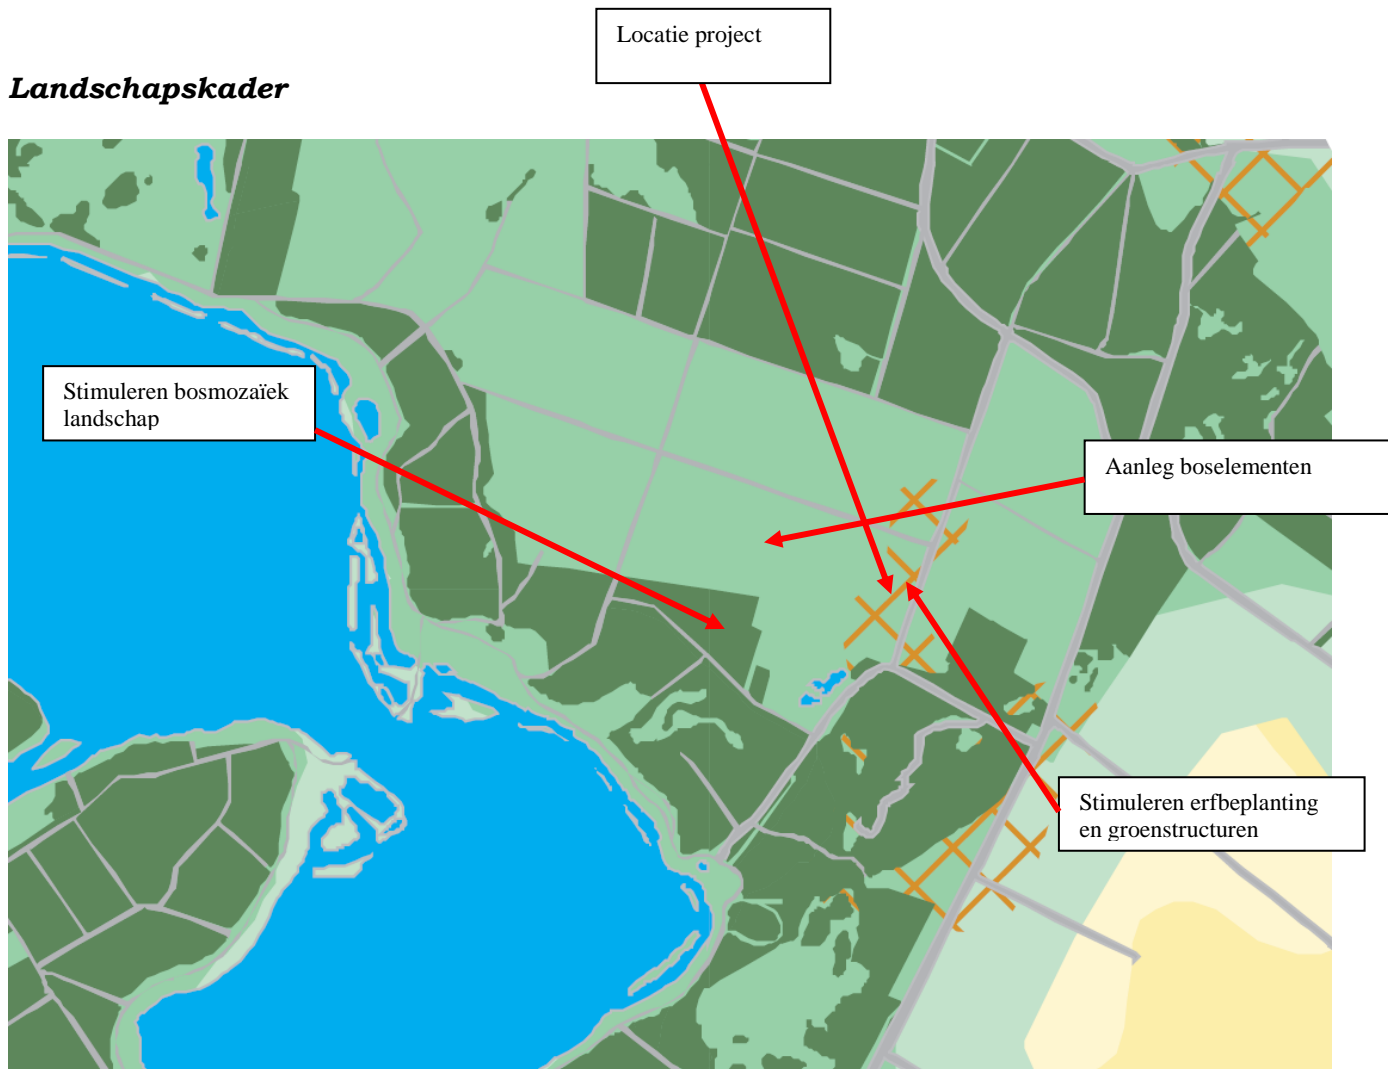 Locatie project
Landschapskader
Stimuleren bosmozaïek
landschap
Aanleg boselementen
Stimuleren erfbeplanting
en groenstructuren